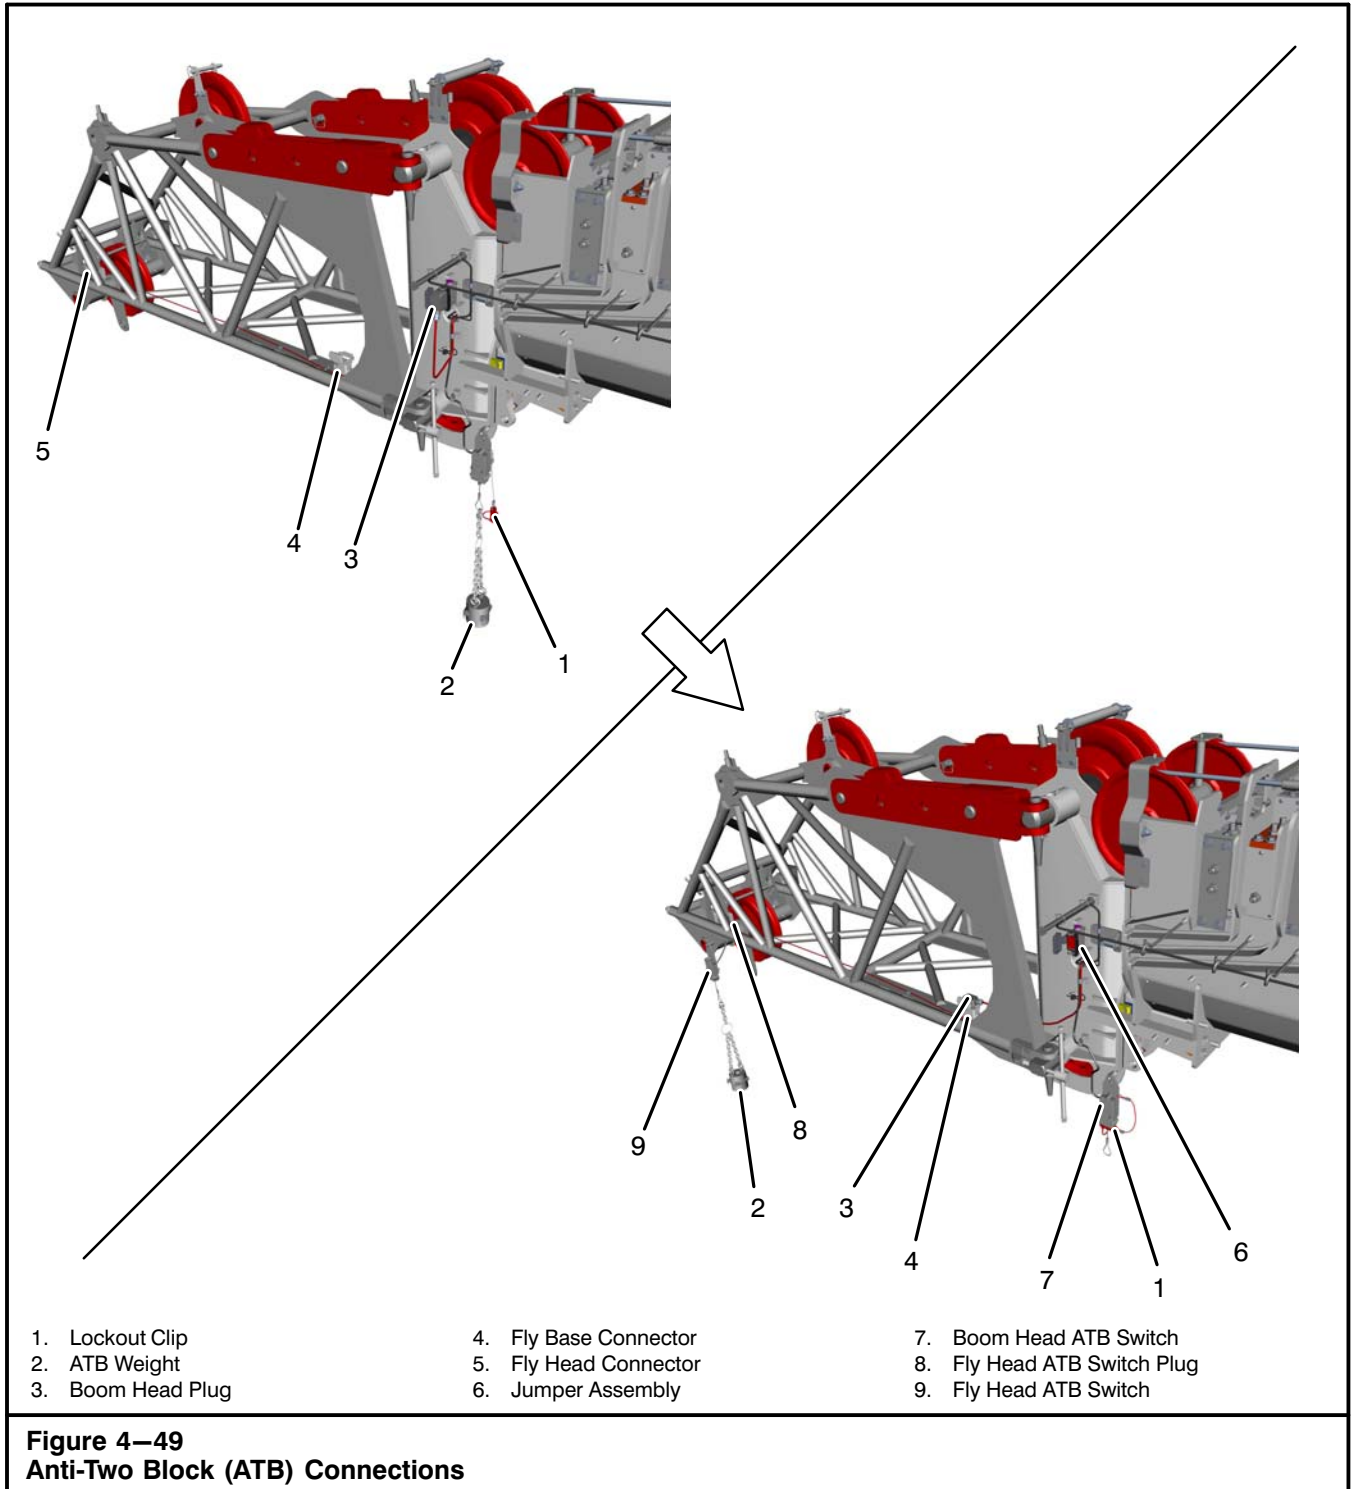 5
4
3
2
1
9
8
2
3
4
7
1
6
1. Lockout Clip
2. ATB Weight
3. Boom Head Plug
4. Fly Base Connector
5. Fly Head Connector
6. Jumper Assembly
7. Boom Head ATB Switch
8. Fly Head ATB Switch Plug
9. Fly Head ATB Switch
Figure 4—49
Anti-Two Block (ATB) Connections